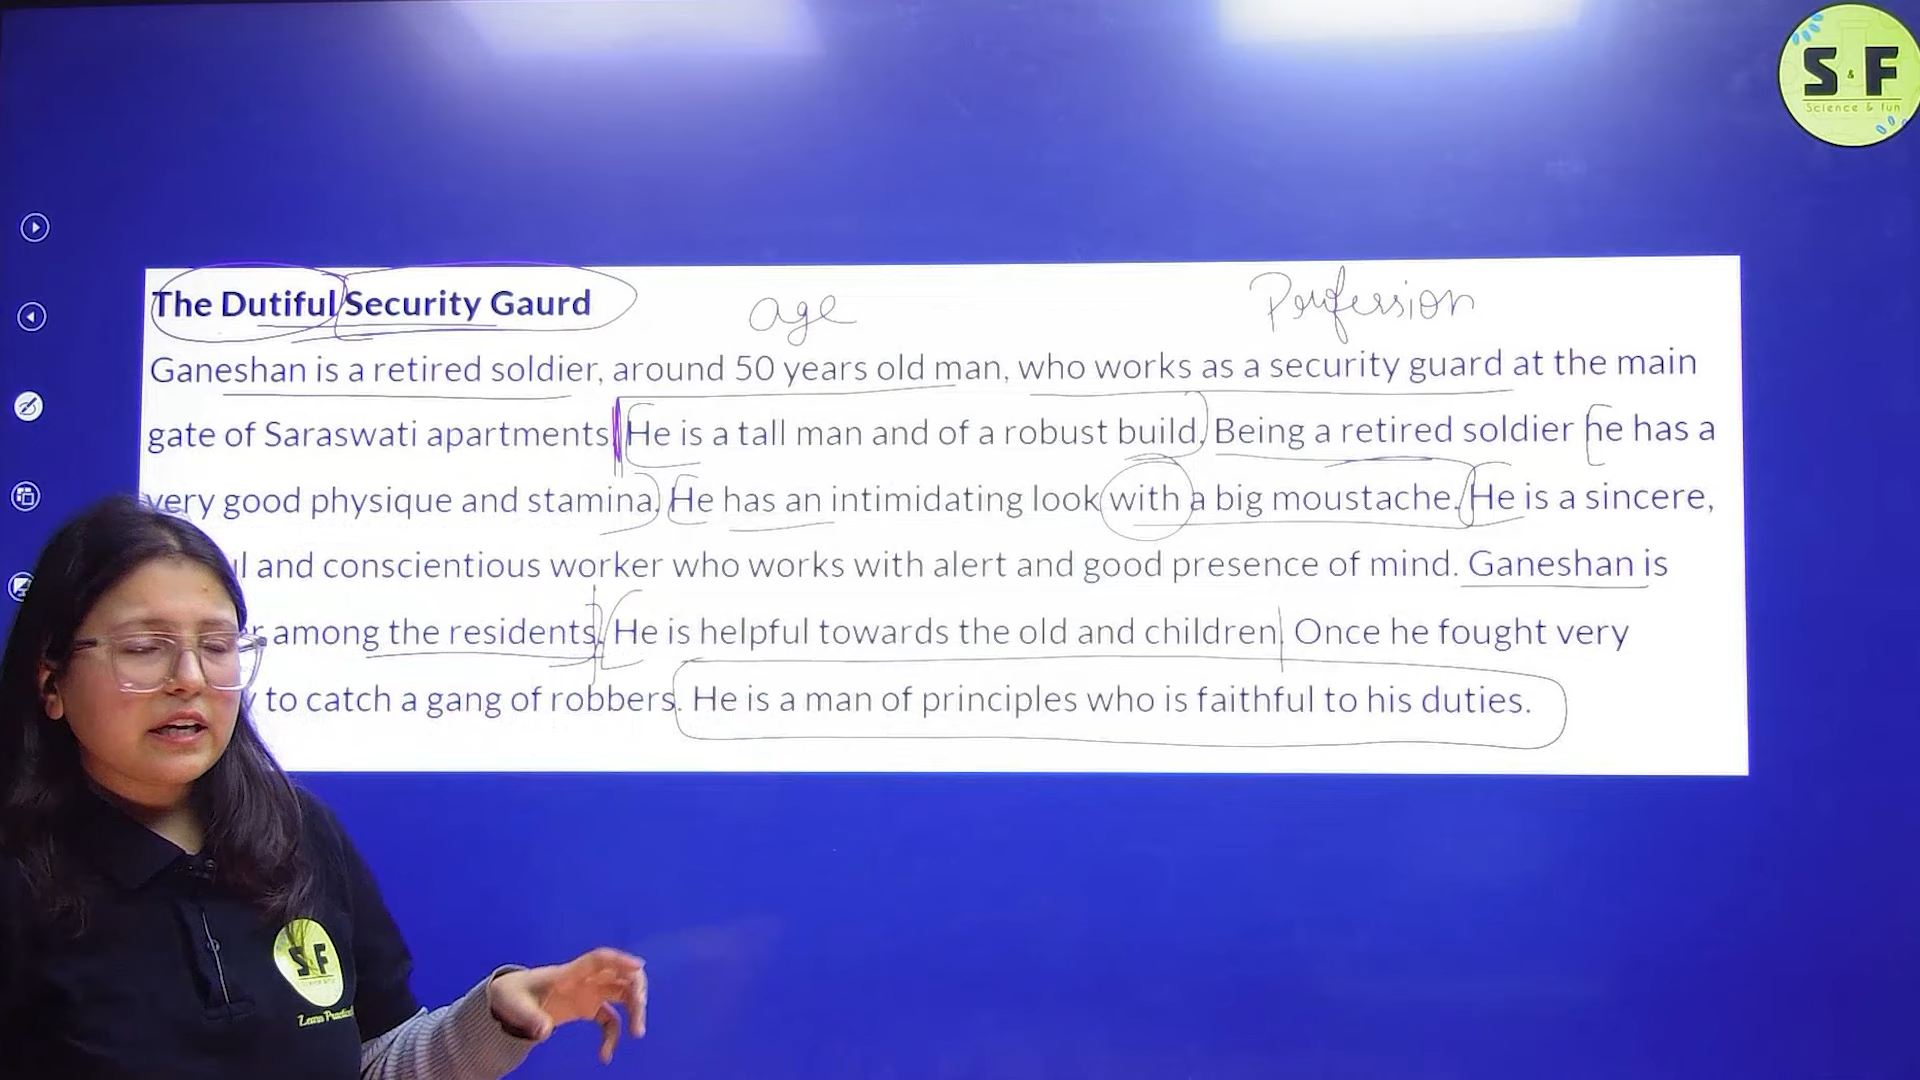 S & F
Science & fun
The Dutiful Security Gaurd
age
Profession
Ganeshan is a retired soldier, around 50 years old man, who works as a security guard at the main
gate of Saraswati apartments. He is a tall man and of a robust build. Being a retired soldier he has a
very good physique and stamina. He has an intimidating look with a big moustache. He is a sincere,
and conscientious worker who works with alert and good presence of mind. Ganeshan is
among the residents. He is helpful towards the old and children. Once he fought very
to catch a gang of robbers. He is a man of principles who is faithful to his duties.
S&F